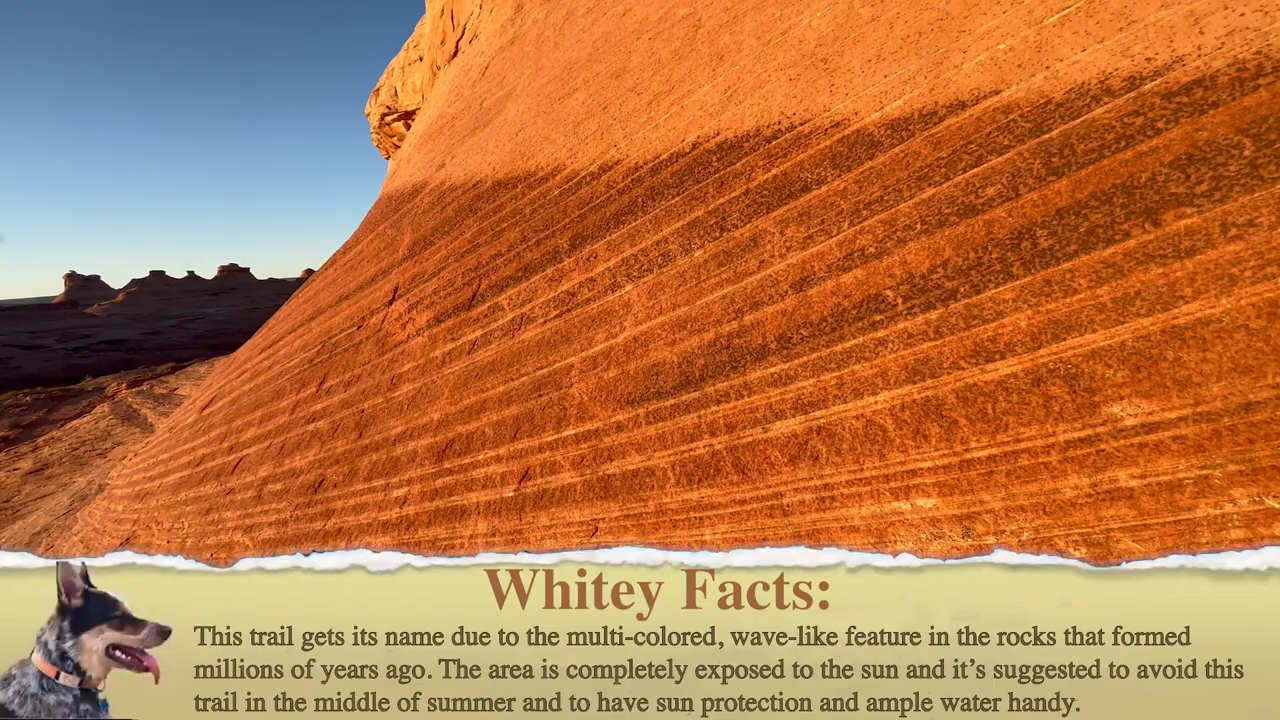 Whitey Facts:
This trail gets its name due to the multi-colored, wave-like feature in the rocks that formed
millions of years ago. The area is completely exposed to the sun and it’s suggested to avoid this
trail in the middle of summer and to have sun protection and ample water handy.